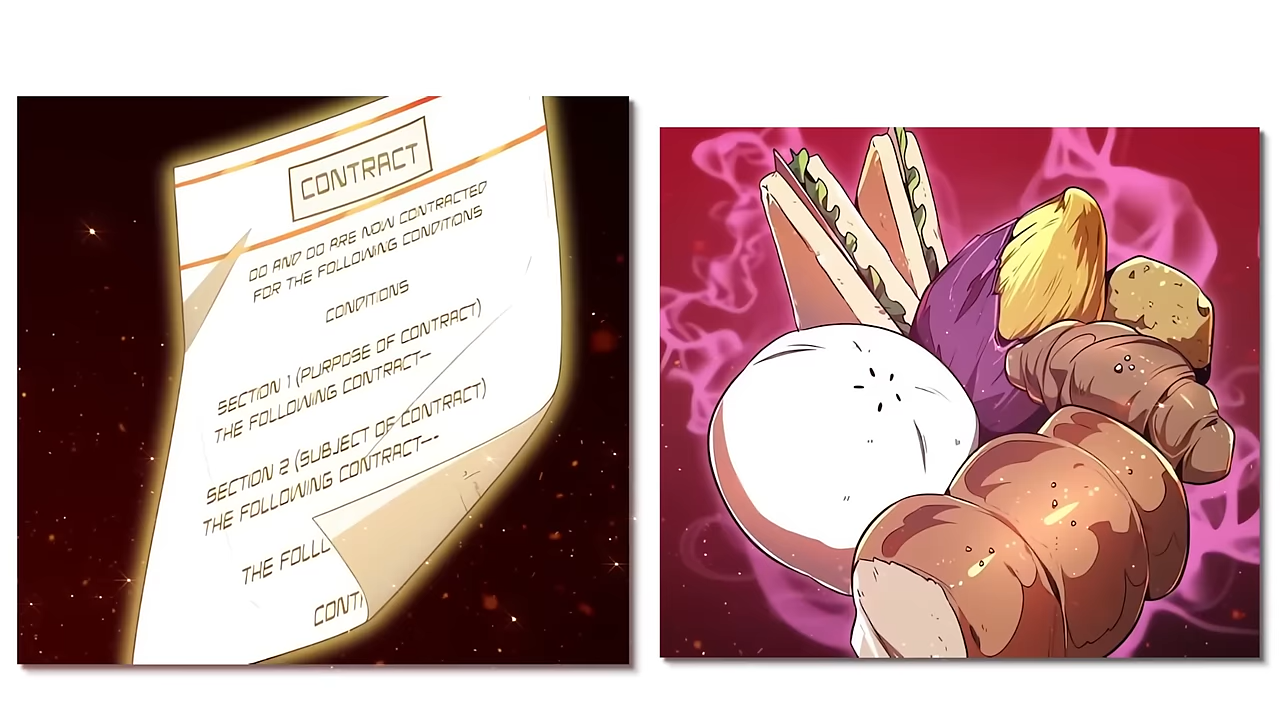 CONTRACT
OO AND OO ARE NOW CONTRACTED
FOR THE FOLLOWING CONDITIONS
CONDITIONS
SECTION 1 (PURPOSE OF CONTRACT)
THE FOLLOWING CONTRACT—
SECTION 2 (SUBJECT OF CONTRACT)
THE FOLLOWING CONTRACT--
THE FOLLL
CONT